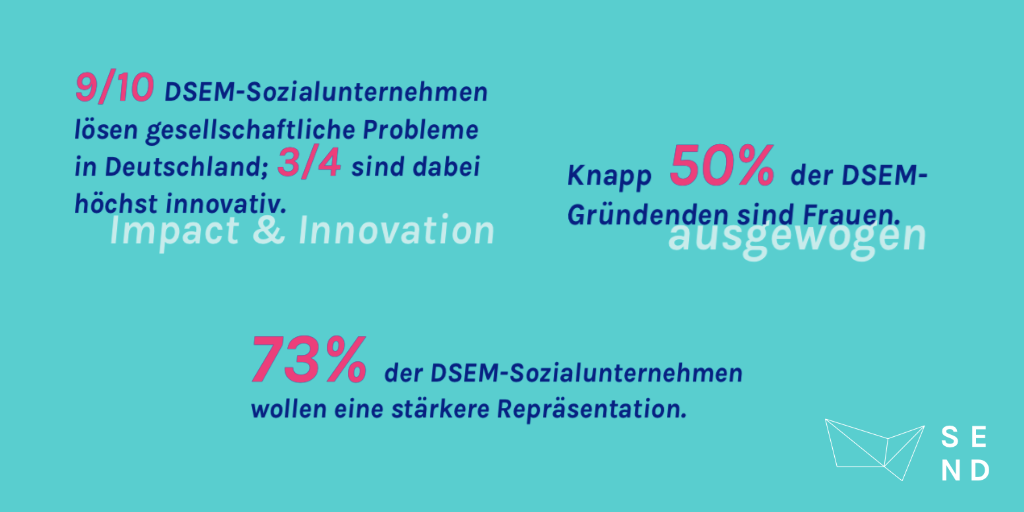 9/10 DSEM-Sozialunternehmen
lösen gesellschaftliche Probleme
in Deutschland; 3/4 sind dabei
höchst innovativ.
Impact & Innovation
Knapp 50% der DSEM-
Gründenden sind Frauen.
ausgewogen
73% der DSEM-Sozialunternehmen
wollen eine stärkere Repräsentation.
SE
ND